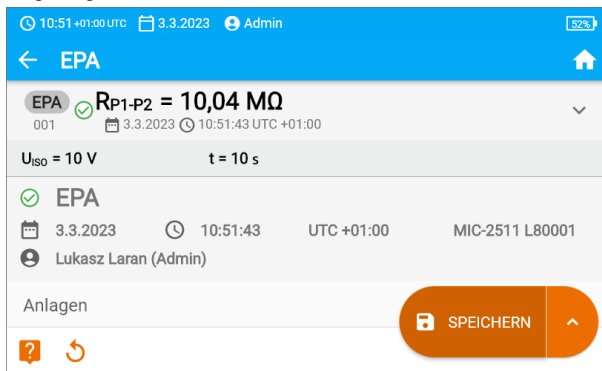 10:51 +01:00 UTC 3.3.2023 Admin 52%
EPA
EPA RP1-P2 = 10,04 MΩ
001 3.3.2023 10:51:43 UTC +01:00
UISO = 10 V t = 10 s
EPA
3.3.2023 10:51:43 UTC +01:00 MIC-2511 L80001
Lukasz Laran (Admin)
Anlagen
SPEICHERN
?